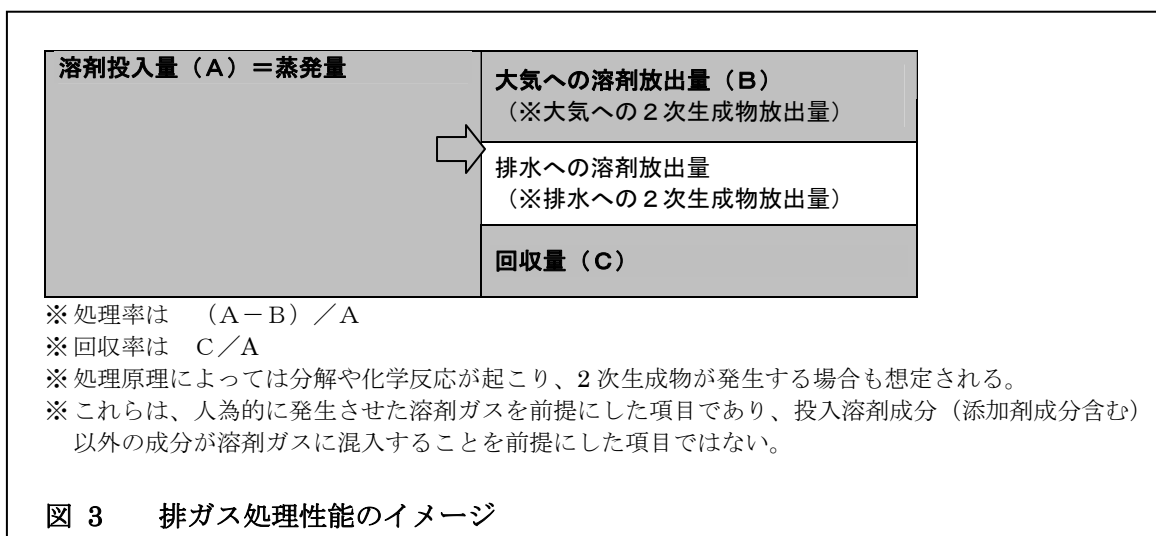 溶剤投入量（Ａ）＝蒸発量
大気への溶剤放出量（Ｂ）
（※大気への２次生成物放出量）
排水への溶剤放出量
（※排水への２次生成物放出量）
回収量（Ｃ）
※ 処理率は　（Ａ－Ｂ）／Ａ
※ 回収率は　Ｃ／Ａ
※ 処理原理によっては分解や化学反応が起こり、2 次生成物が発生する場合も想定される。
※ これらは、人為的に発生させた溶剤ガスを前提にした項目であり、投入溶剤成分（添加剤成分含む）
以外の成分が溶剤ガスに混入することを前提にした項目ではない。
図 3　排ガス処理性能のイメージ